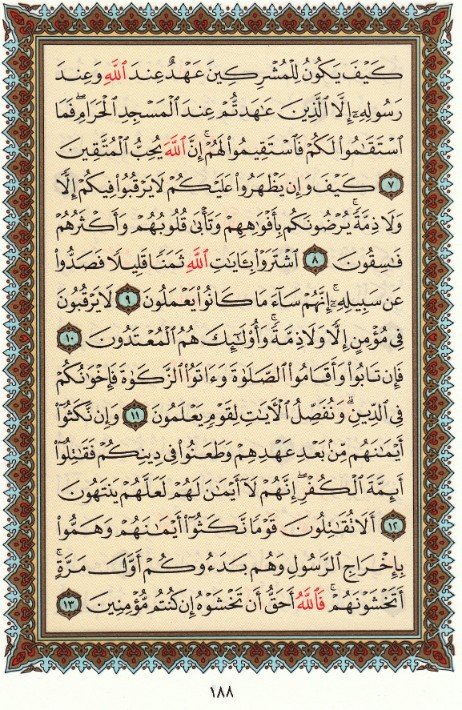 كَيْفَ يَكُونُ لِلْمُشْرِكِينَ عَهْدٌ عِندَ ٱللَّهِ وَعِندَ
رَسُولِهِۦٓ إِلَّا ٱلَّذِينَ عَٰهَدتُّمْ عِندَ ٱلْمَسْجِدِ ٱلْحَرَامِ ۖ فَمَا
ٱسْتَقَٰمُوا۟ لَكُمْ فَٱسْتَقِيمُوا۟ لَهُمْ ۚ إِنَّ ٱللَّهَ يُحِبُّ ٱلْمُتَّقِينَ
٧ كَيْفَ وَإِن يَظْهَرُوا۟ عَلَيْكُمْ لَا يَرْقُبُوا۟ فِيكُمْ إِلًّا
وَلَا ذِمَّةً ۚ يُرْضُونَكُم بِأَفْوَٰهِهِمْ وَتَأْبَىٰ قُلُوبُهُمْ وَأَكْثَرُهُمْ
فَٰسِقُونَ ٨ ٱشْتَرَوْا۟ بِـَٔايَٰتِ ٱللَّهِ ثَمَنًا قَلِيلًا فَصَدُّوا۟
عَن سَبِيلِهِۦٓ ۚ إِنَّهُمْ سَآءَ مَا كَانُوا۟ يَعْمَلُونَ ٩ لَا يَرْقُبُونَ
فِى مُؤْمِنٍ إِلًّا وَلَا ذِمَّةً ۚ وَأُو۟لَٰٓئِكَ هُمُ ٱلْمُعْتَدُونَ ١٠
فَإِن تَابُوا۟ وَأَقَامُوا۟ ٱلصَّلَوٰةَ وَءَاتَوُا۟ ٱلزَّكَوٰةَ فَإِخْوَٰنُكُمْ
فِى ٱلدِّينِ ۗ وَنُفَصِّلُ ٱلْـَٔايَٰتِ لِقَوْمٍ يَعْلَمُونَ ١١ وَإِن نَّكَثُوٓا۟
أَيْمَٰنَهُم مِّنۢ بَعْدِ عَهْدِهِمْ وَطَعَنُوا۟ فِى دِينِكُمْ فَقَٰتِلُوٓا۟
أَئِمَّةَ ٱلْكُفْرِ ۙ إِنَّهُمْ لَآ أَيْمَٰنَ لَهُمْ لَعَلَّهُمْ يَنتَهُونَ
١٢ أَلَا تُقَٰتِلُونَ قَوْمًا نَّكَثُوٓا۟ أَيْمَٰنَهُمْ وَهَمُّوا۟
بِإِخْرَاجِ ٱلرَّسُولِ وَهُم بَدَءُوكُمْ أَوَّلَ مَرَّةٍ ۚ
أَتَخْشَوْنَهُمْ ۚ فَٱللَّهُ أَحَقُّ أَن تَخْشَوْهُ إِن كُنتُم مُّؤْمِنِينَ ١٣
١٨٨